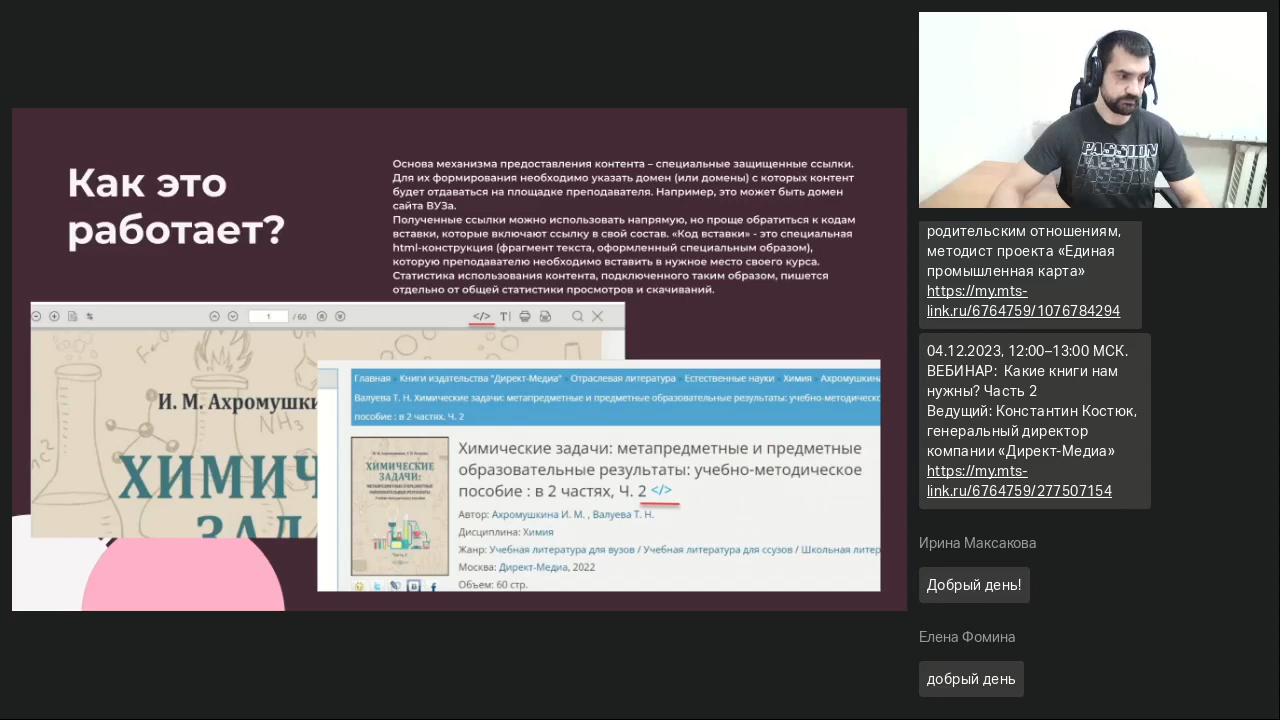 Как это
работает?
Основа механизма предоставления контента – специальные защищенные ссылки.
Для их формирования необходимо указать домен (или домены) с которых контент
будет отдаваться на площадке преподавателя. Например, это может быть домен
сайта ВУЗа.
Полученные ссылки можно использовать напрямую, но проще обратиться к кодам
вставки, которые включают ссылку в свой состав. «Код вставки» - это специальная
html-конструкция (фрагмент текста, оформленный специальным образом),
которую преподавателю необходимо вставить в нужное место своего курса.
Статистика использования контента, подключенного таким образом, пишется
отдельно от общей статистики просмотров и скачиваний.
1 / 60 </> T
И. М. Ахромушки
NH3
ХИМИЧ
ЗАД
Главная Книги издательства "Директ-Медиа" Отраслевая литература Естественные науки Химия Ахромушкина
Валуева Т. Н. Химические задачи: метапредметные и предметные образовательные результаты: учебно-методическо
пособие : в 2 частях. Ч. 2
ХИМИЧЕСКИЕ
ЗАДАЧИ:
Химические задачи: метапредметные и предметные
образовательные результаты: учебно-методическое
пособие : в 2 частях, Ч. 2 </>
Автор: Ахромушкина И. М. , Валуева Т. Н.
Дисциплина: Химия
Жанр: Учебная литература для вузов / Учебная литература для ссузов / Школьная литер
Москва: Директ-Медиа, 2022
Объем: 60 стр.
PASSION
PASSION
PASSION
родительским отношениям,
методист проекта «Единая
промышленная карта»
https://my.mts-
link.ru/6764759/1076784294
04.12.2023, 12:00–13:00 МСК.
ВЕБИНАР: Какие книги нам
нужны? Часть 2
Ведущий: Константин Костюк,
генеральный директор
компании «Директ-Медиа»
https://my.mts-
link.ru/6764759/277507154
Ирина Максакова
Добрый день!
Елена Фомина
добрый день